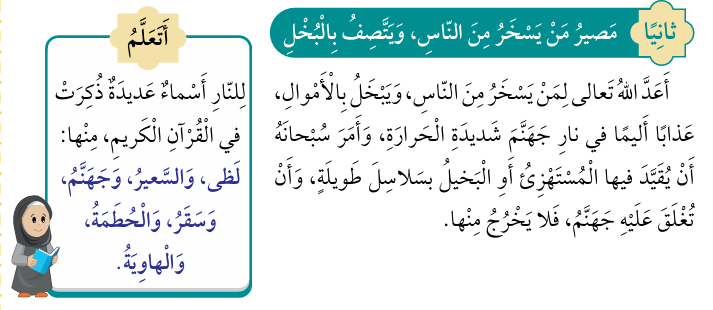 ثانِيًا
مَصيرُ مَنْ يَسْخَرُ مِنَ النّاسِ، وَيَتَّصِفُ بِالْبُخْلِ
أَعَدَّ اللهُ تَعالى لِمَنْ يَسْخَرُ مِنَ النّاسِ، وَيَبْخَلُ بِالْأَمْوالِ،
عَذابًا أَليمًا في نارِ جَهَنَّمَ شَديدَةِ الْحَرارَةِ، وَأَمَرَ سُبْحانَهُ
أَنْ يُقَيَّدَ فيها الْمُسْتَهْزِئُ أَوِ الْبَخيلُ بِسَلاسِلَ طَويلَةٍ، وَأَنْ
تُغْلَقَ عَلَيْهِ جَهَنَّمُ، فَلا يَخْرُجُ مِنْها.
أَتَعَلَّمُ
لِلنّارِ أَسْماءٌ عَديدَةٌ ذُكِرَتْ
في الْقُرْآنِ الْكَريمِ، مِنْها:
لَظى، وَالسَّعيرُ، وَجَهَنَّمُ،
وَسَقَرُ، وَالْحُطَمَةُ،
وَالْهاوِيَةُ.